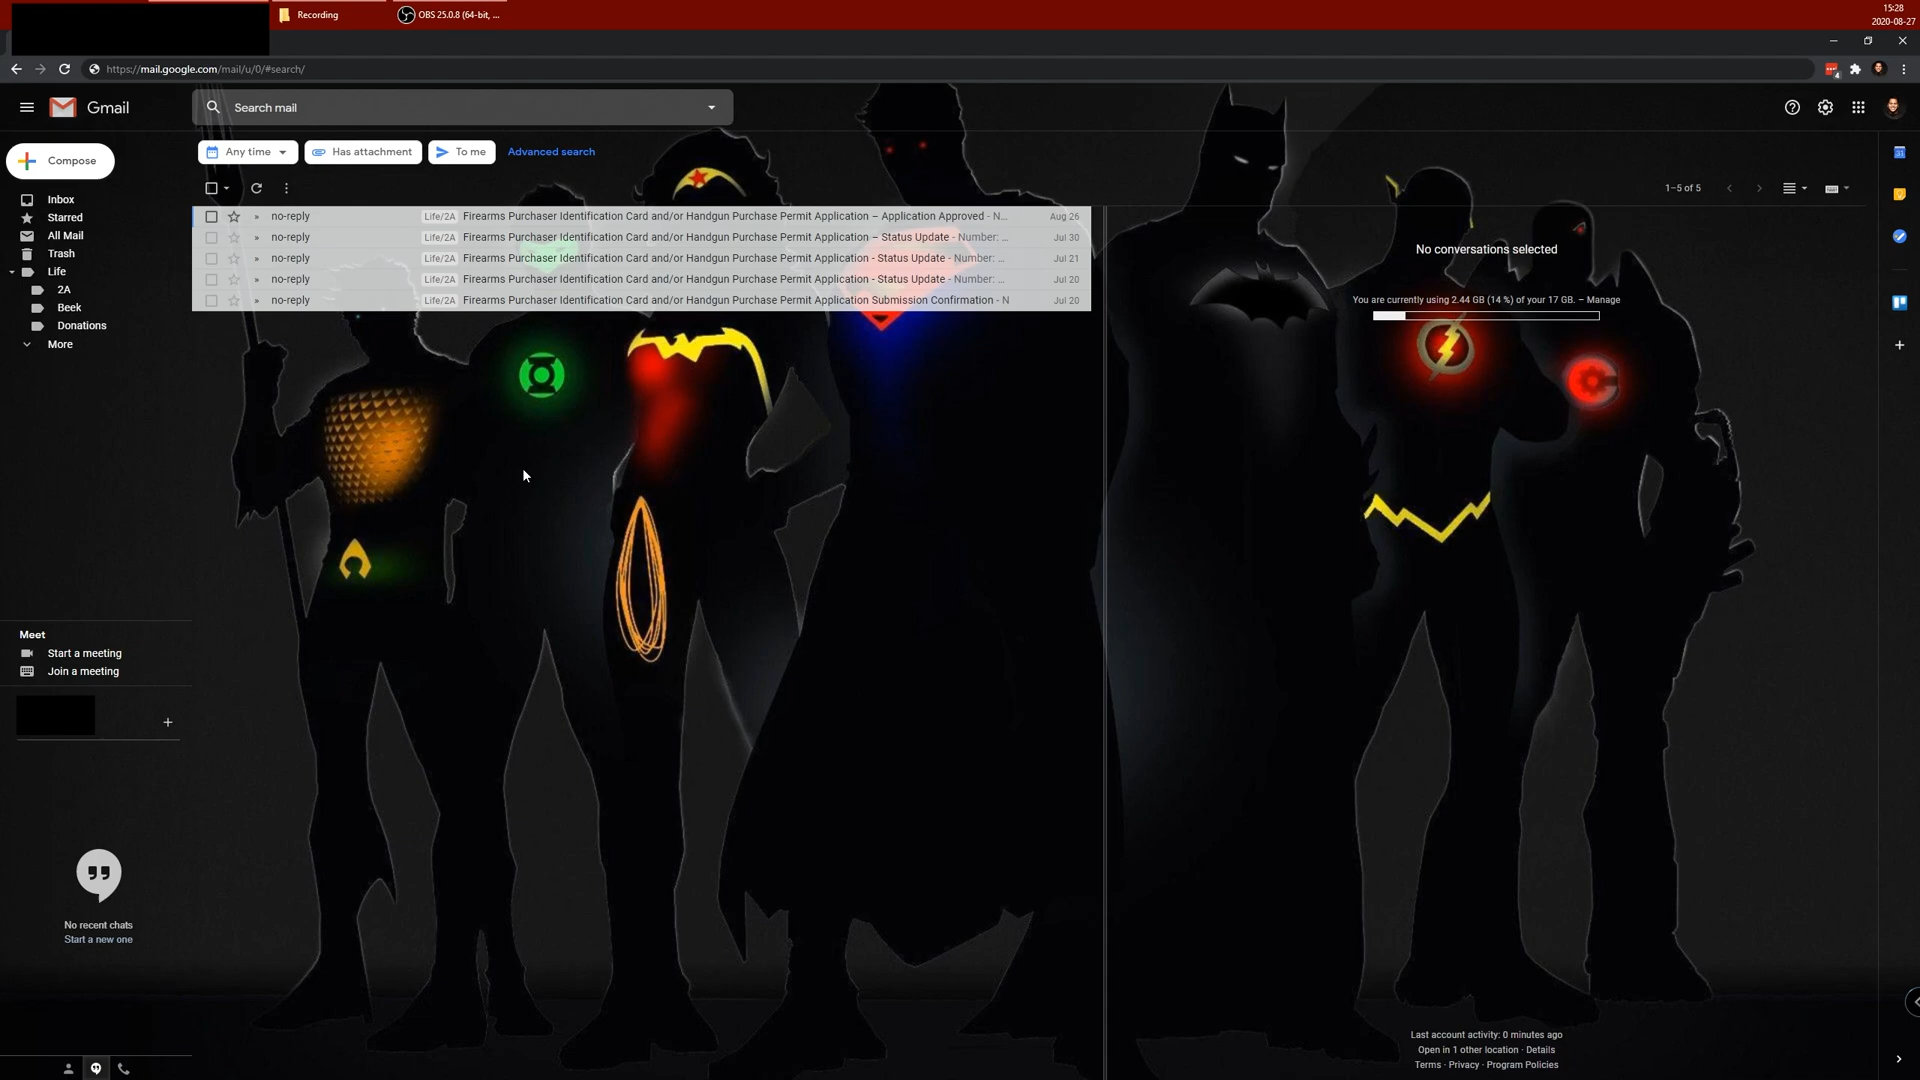 Recording
OBS 25.0.8 (64-bit, ...
15:28
2020-08-27
https://mail.google.com/mail/u/0/#search/
4
Gmail
Search mail
Compose
Any time
Has attachment
To me
Advanced search
1–5 of 5
Inbox
Starred
All Mail
Trash
Life
2A
Beek
Donations
More
no-reply Life/2A Firearms Purchaser Identification Card and/or Handgun Purchase Permit Application – Application Approved - N... Aug 26
no-reply Life/2A Firearms Purchaser Identification Card and/or Handgun Purchase Permit Application – Status Update - Number: ... Jul 30
no-reply Life/2A Firearms Purchaser Identification Card and/or Handgun Purchase Permit Application - Status Update - Number: ... Jul 21
no-reply Life/2A Firearms Purchaser Identification Card and/or Handgun Purchase Permit Application - Status Update - Number: ... Jul 20
no-reply Life/2A Firearms Purchaser Identification Card and/or Handgun Purchase Permit Application Submission Confirmation - N Jul 20
No conversations selected
You are currently using 2.44 GB (14 %) of your 17 GB. – Manage
Meet
Start a meeting
Join a meeting
No recent chats
Start a new one
Last account activity: 0 minutes ago
Open in 1 other location · Details
Terms · Privacy · Program Policies